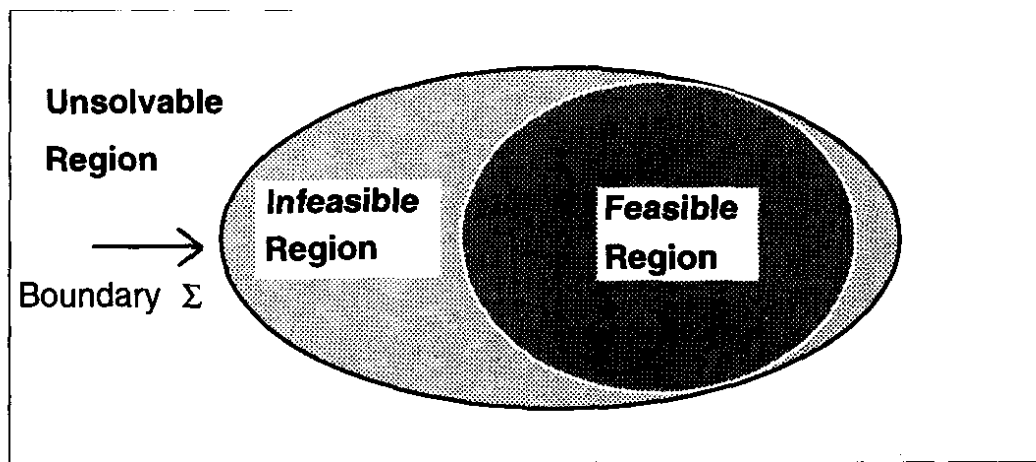 Unsolvable
Region
Infeasible
Region
Feasible
Region
Boundary Σ